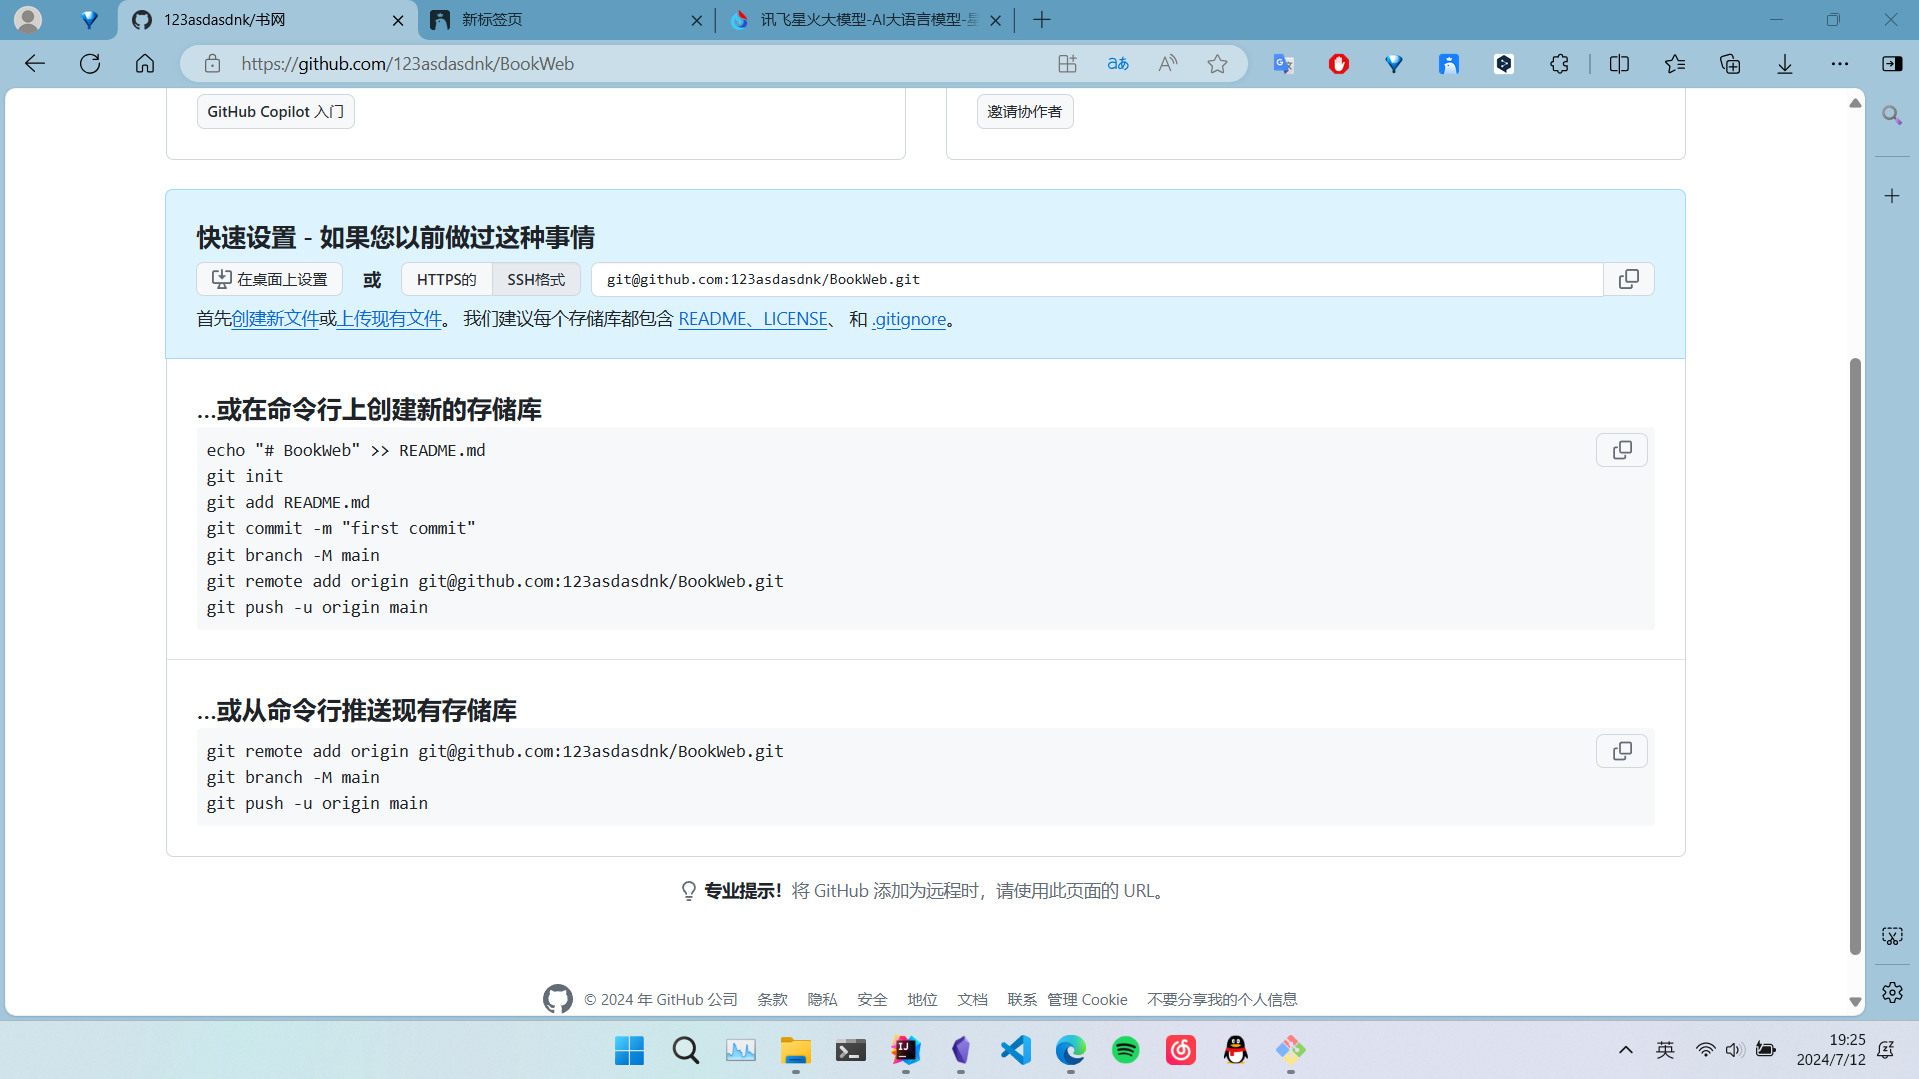 123asdasdnk/书网
新标签页
讯飞星火大模型-AI大语言模型-
https://github.com/123asdasdnk/BookWeb
GitHub Copilot 入门
邀请协作者
快速设置 - 如果您以前做过这种事情
在桌面上设置
或
HTTPS的
SSH格式
git@github.com:123asdasdnk/BookWeb.git
首先创建新文件或上传现有文件。 我们建议每个存储库都包含 README、LICENSE、 和 .gitignore。
...或在命令行上创建新的存储库
echo "# BookWeb" >> README.md
git init
git add README.md
git commit -m "first commit"
git branch -M main
git remote add origin git@github.com:123asdasdnk/BookWeb.git
git push -u origin main
...或从命令行推送现有存储库
git remote add origin git@github.com:123asdasdnk/BookWeb.git
git branch -M main
git push -u origin main
专业提示！将 GitHub 添加为远程时，请使用此页面的 URL。
© 2024 年 GitHub 公司 条款 隐私 安全 地位 文档 联系 管理 Cookie 不要分享我的个人信息
英
19:25
2024/7/12